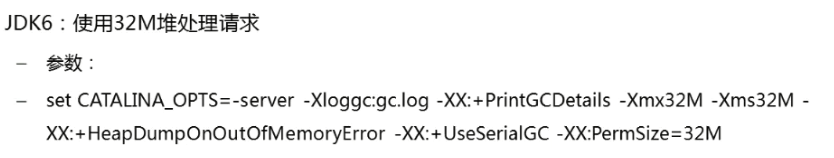 JDK6：使用32M堆处理请求
– 参数：
– set CATALINA_OPTS=-server -Xloggc:gc.log -XX:+PrintGCDetails -Xmx32M -Xms32M -
XX:+HeapDumpOnOutOfMemoryError -XX:+UseSerialGC -XX:PermSize=32M